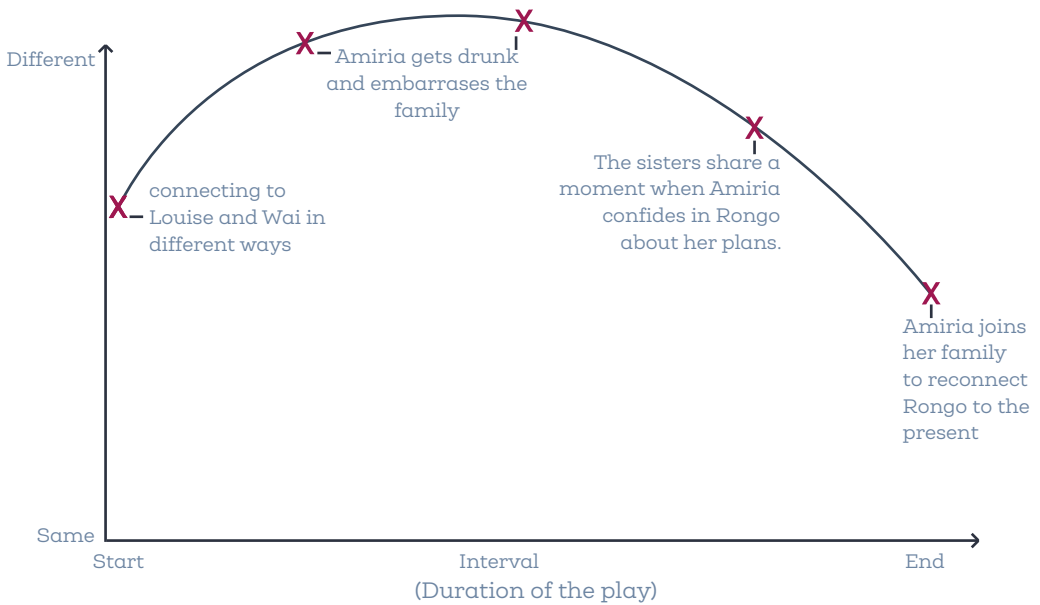 Different
Amiria gets drunk
and embarrases the
family
connecting to
Louise and Wai in
different ways
The sisters share a
moment when Amiria
confides in Rongo
about her plans.
Amiria joins
her family
to reconnect
Rongo to the
present
Same
Start
Interval
End
(Duration of the play)